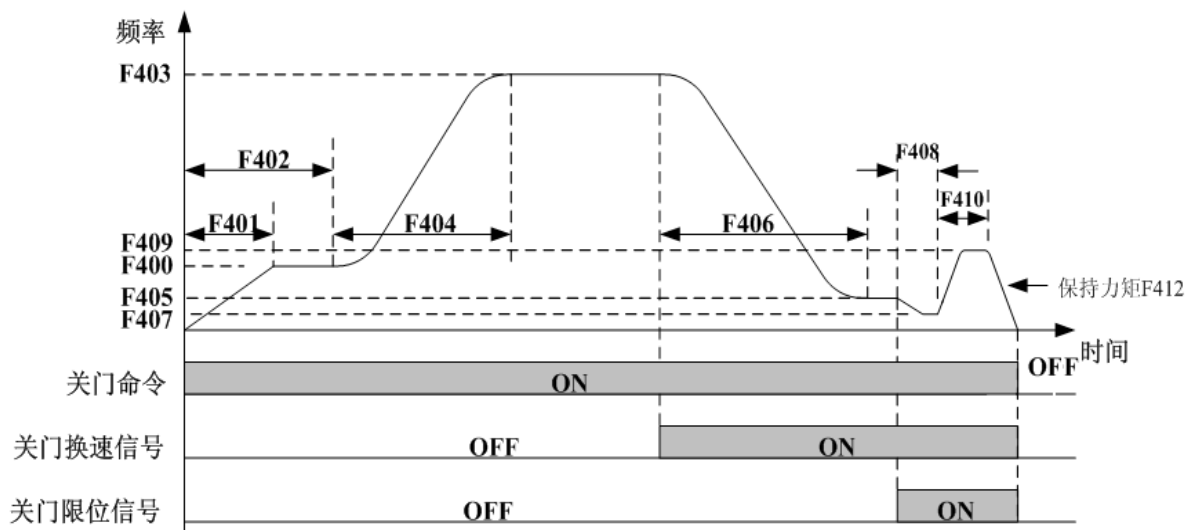 频率
F403
F402
F408
F401
F404
F406
F410
F409
F400
F405
F407
保持力矩F412
时间
关门命令
ON
OFF
关门换速信号
OFF
ON
关门限位信号
OFF
ON